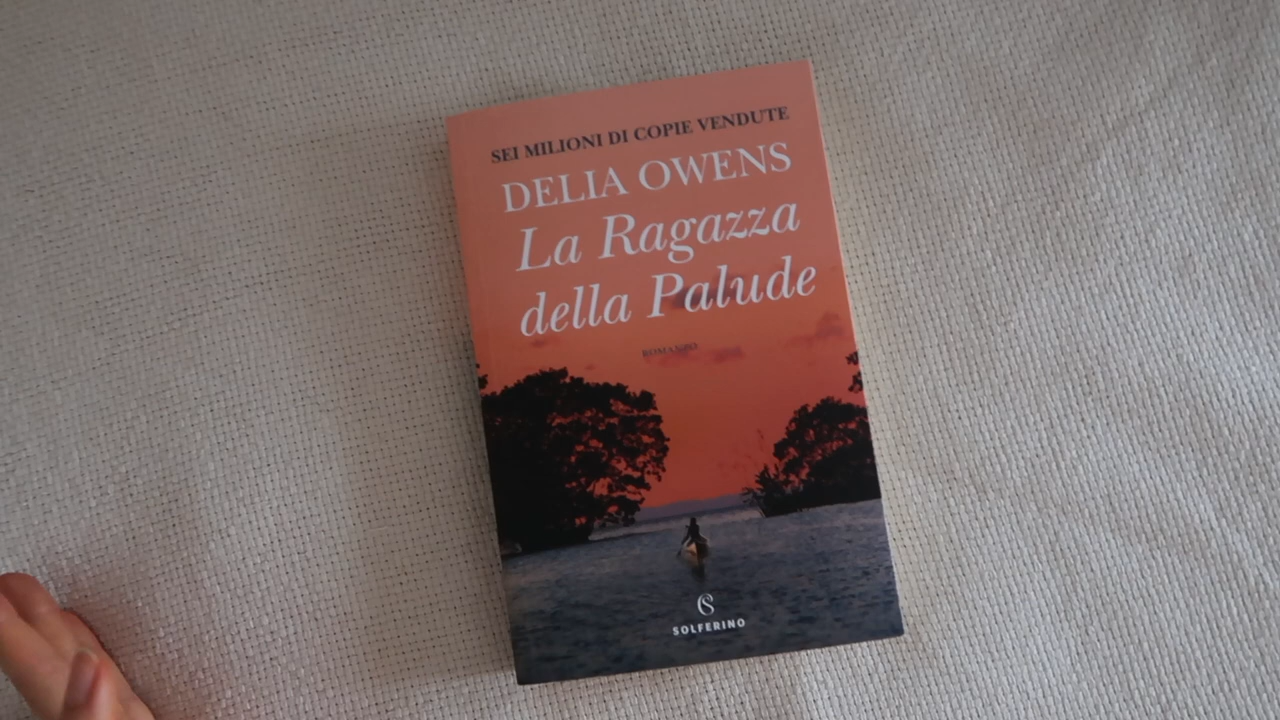 SEI MILIONI DI COPIE VENDUTE
DELIA OWENS
La Ragazza
della Palude
ROMANZO
SOLFERINO